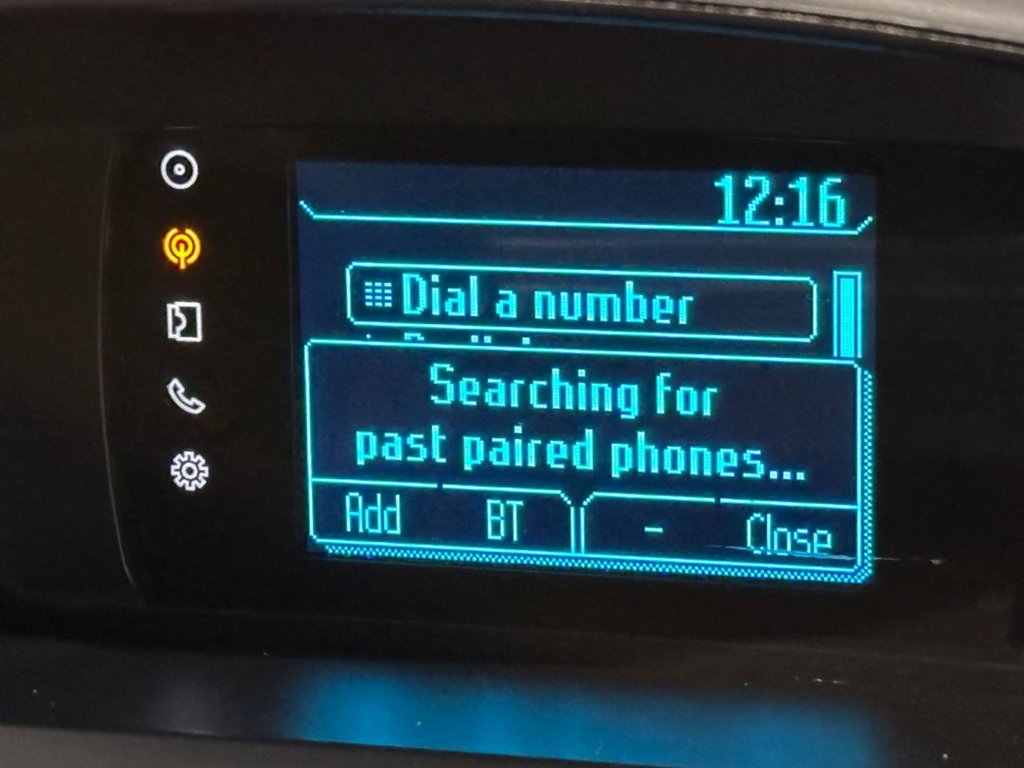 12:16
Dial a number
Searching for
past paired phones...
Add BT - Close